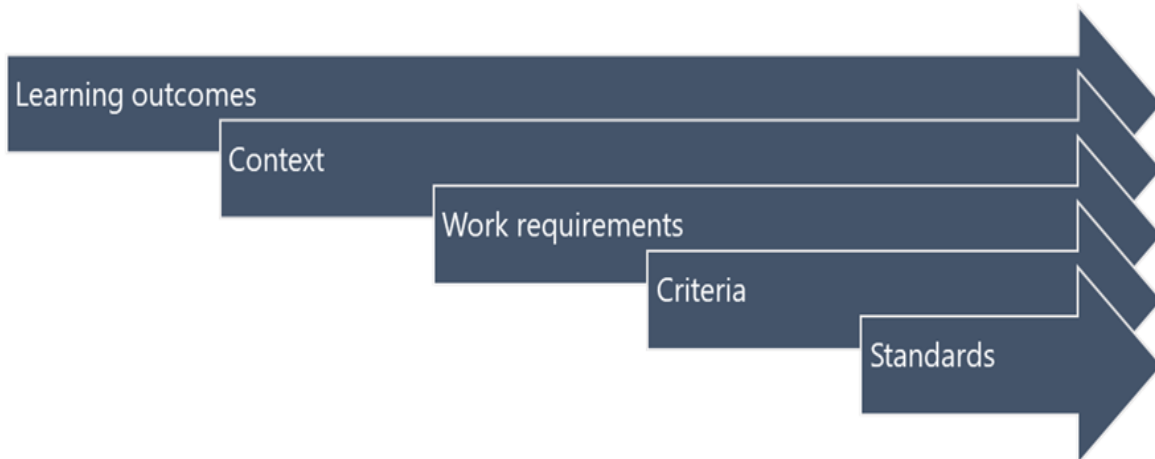 Learning outcomes
Context
Work requirements
Criteria
Standards